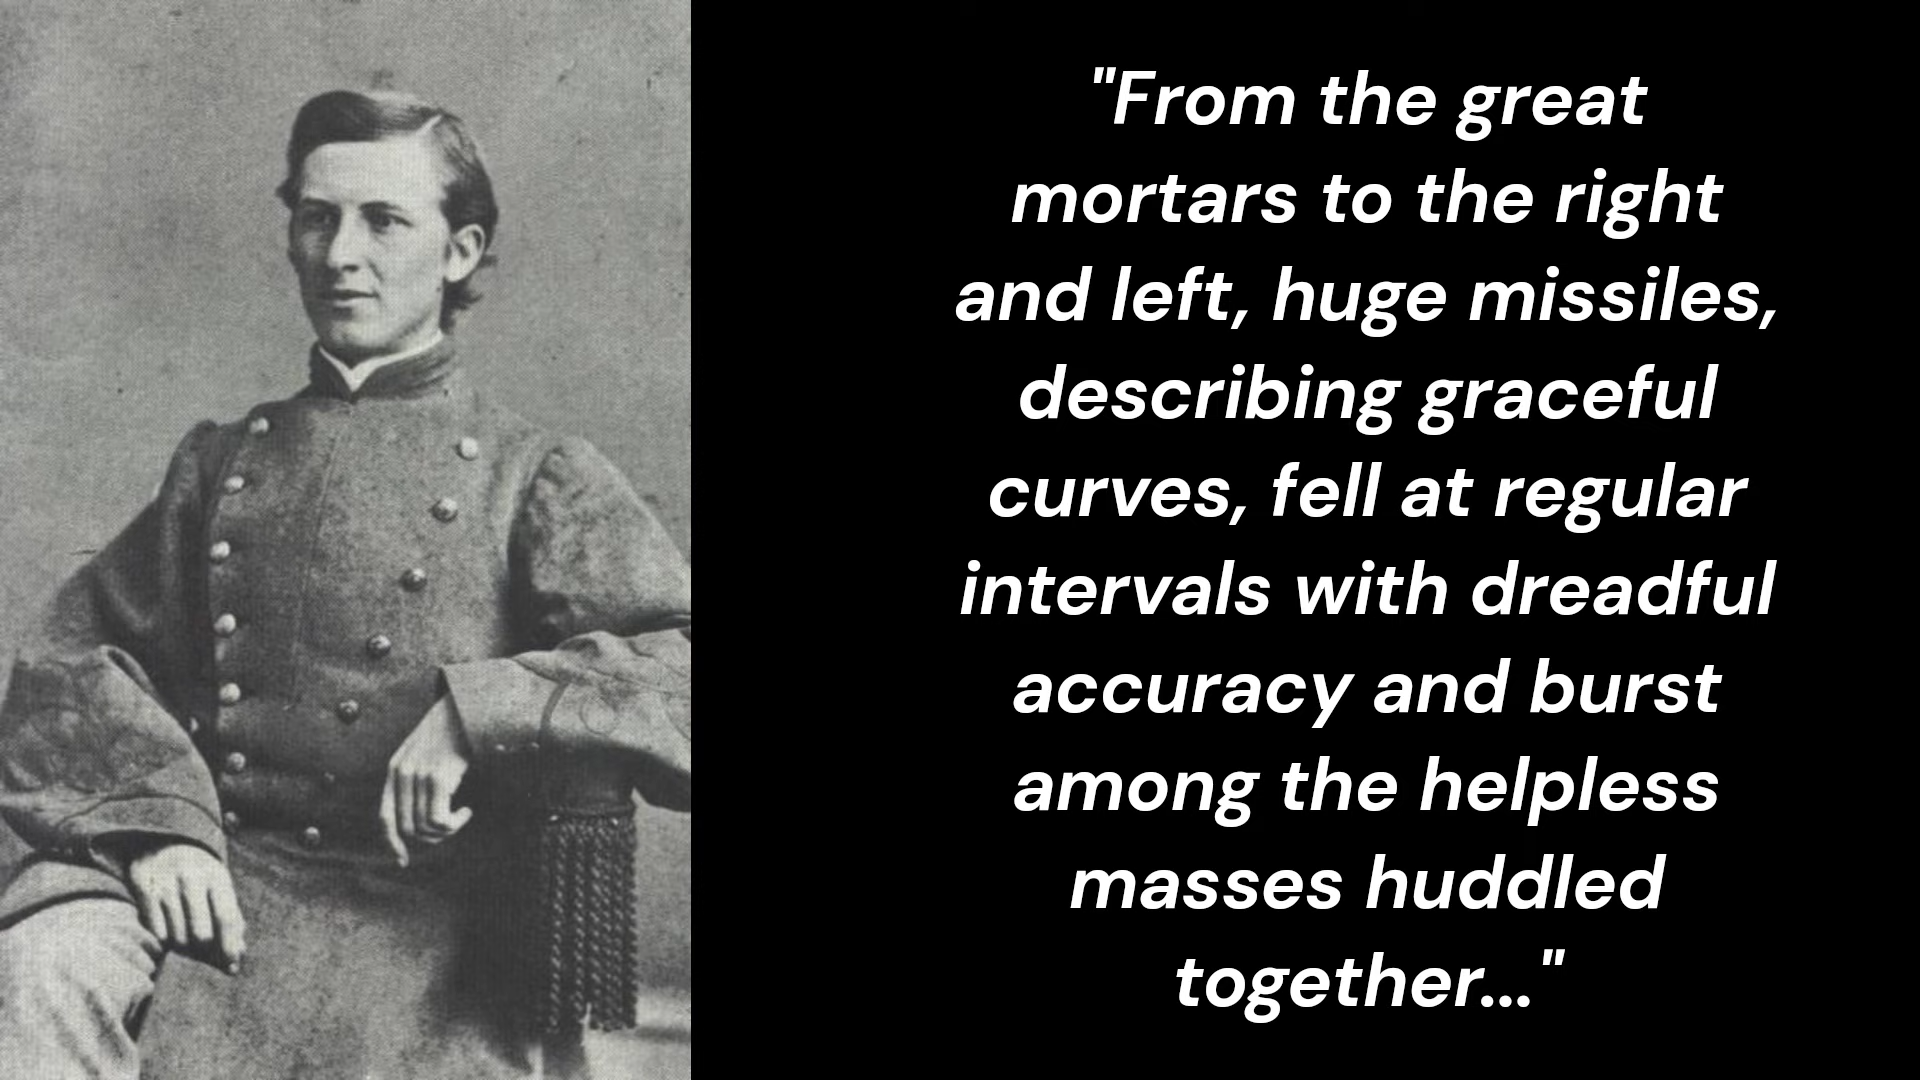 "From the great
mortars to the right
and left, huge missiles,
describing graceful
curves, fell at regular
intervals with dreadful
accuracy and burst
among the helpless
masses huddled
together..."